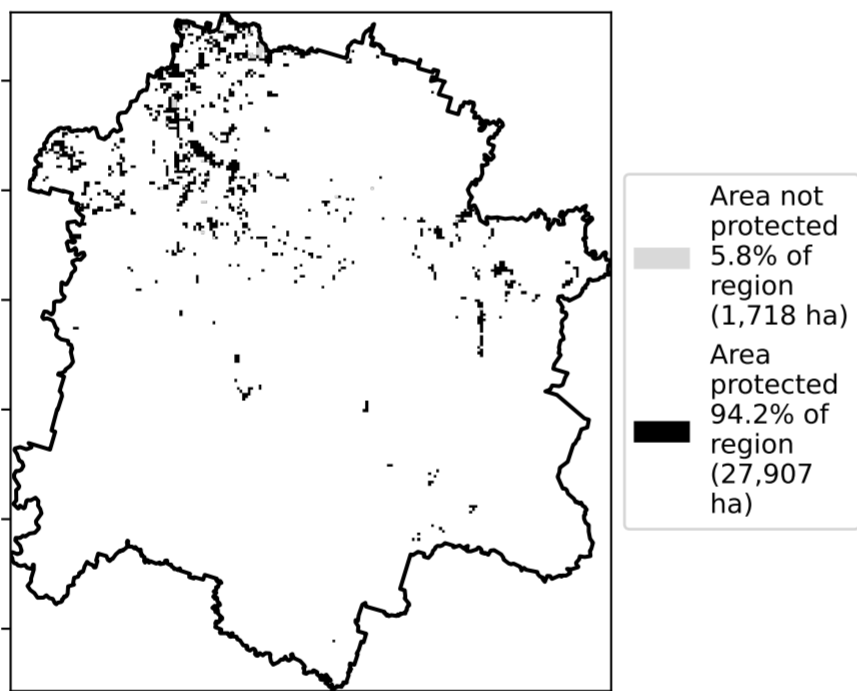 Area not
protected
5.8% of
region
(1,718 ha)
Area
protected
94.2% of
region
(27,907
ha)